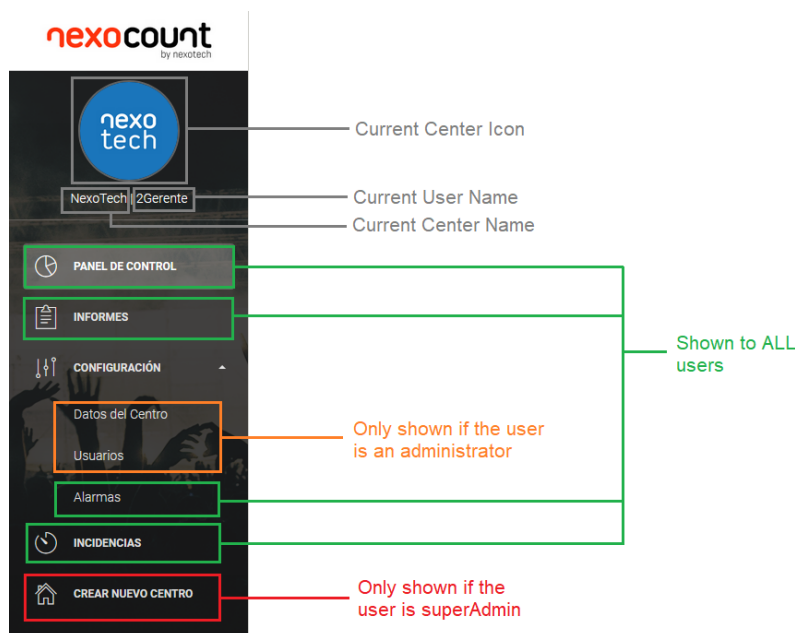 nexocount
by nexotech
nexo
tech
Current Center Icon
NexoTech | 2Gerente
Current User Name
Current Center Name
PANEL DE CONTROL
INFORMES
Shown to ALL
users
CONFIGURACIÓN
Datos del Centro
Usuarios
Only shown if the user
is an administrator
Alarmas
INCIDENCIAS
CREAR NUEVO CENTRO
Only shown if the
user is superAdmin